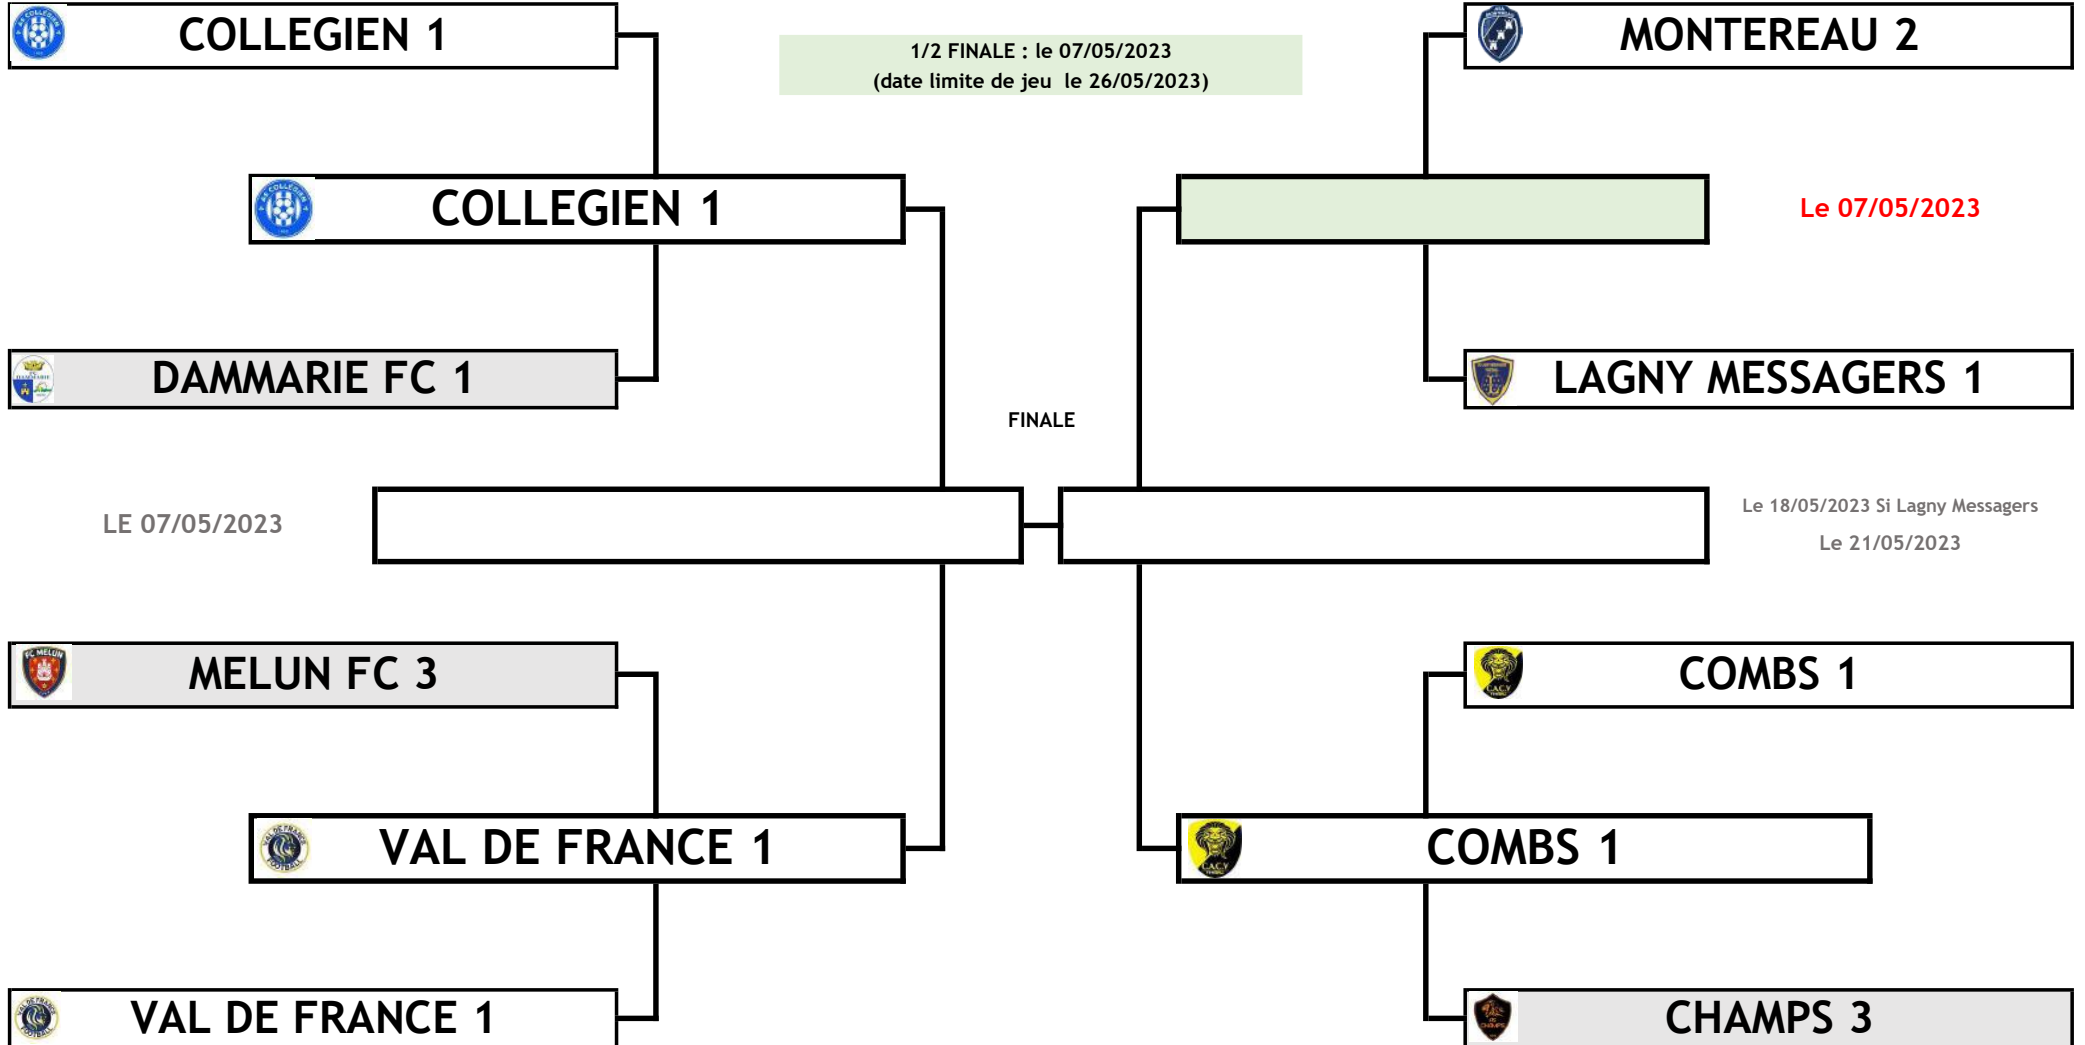 COLLEGIEN 1
MONTEREAU 2
1/2 FINALE : le 07/05/2023
(date limite de jeu le 26/05/2023)
COLLEGIEN 1
Le 07/05/2023
DAMMARIE FC 1
LAGNY MESSAGERS 1
FINALE
LE 07/05/2023
Le 18/05/2023 Si Lagny Messagers
Le 21/05/2023
FC MELUN
MELUN FC 3
COMBS 1
VAL DE FRANCE 1
COMBS 1
VAL DE FRANCE 1
CHAMPS 3